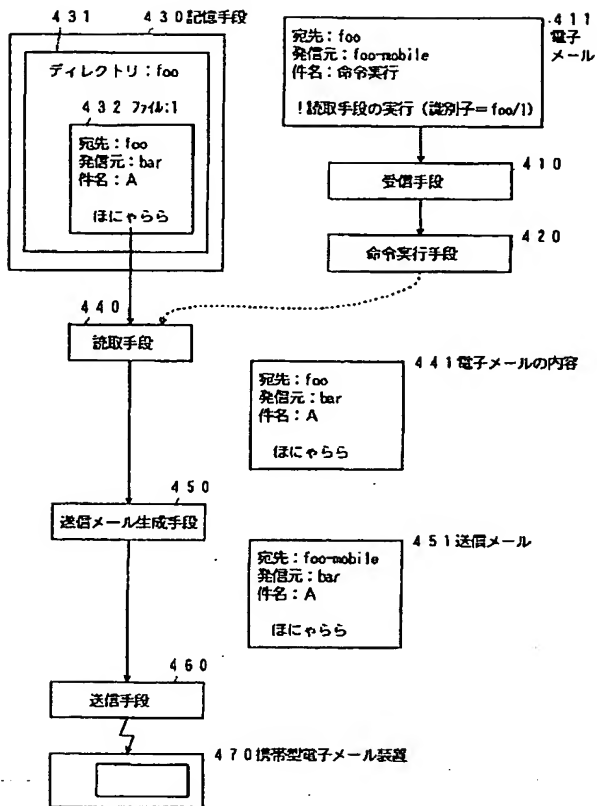 431
430記憶手段
ディレクトリ：foo
432 ファイル:1
宛先：foo
発信元：bar
件名：A
ほにゃらら
411
電子
メール
宛先：foo
発信元：foo-mobile
件名：命令実行
!読取手段の実行（識別子＝foo/1）
410
受信手段
420
命令実行手段
440
読取手段
441電子メールの内容
宛先：foo
発信元：bar
件名：A
ほにゃらら
450
送信メール生成手段
451送信メール
宛先：foo-mobile
発信元：bar
件名：A
ほにゃらら
460
送信手段
470携帯型電子メール装置